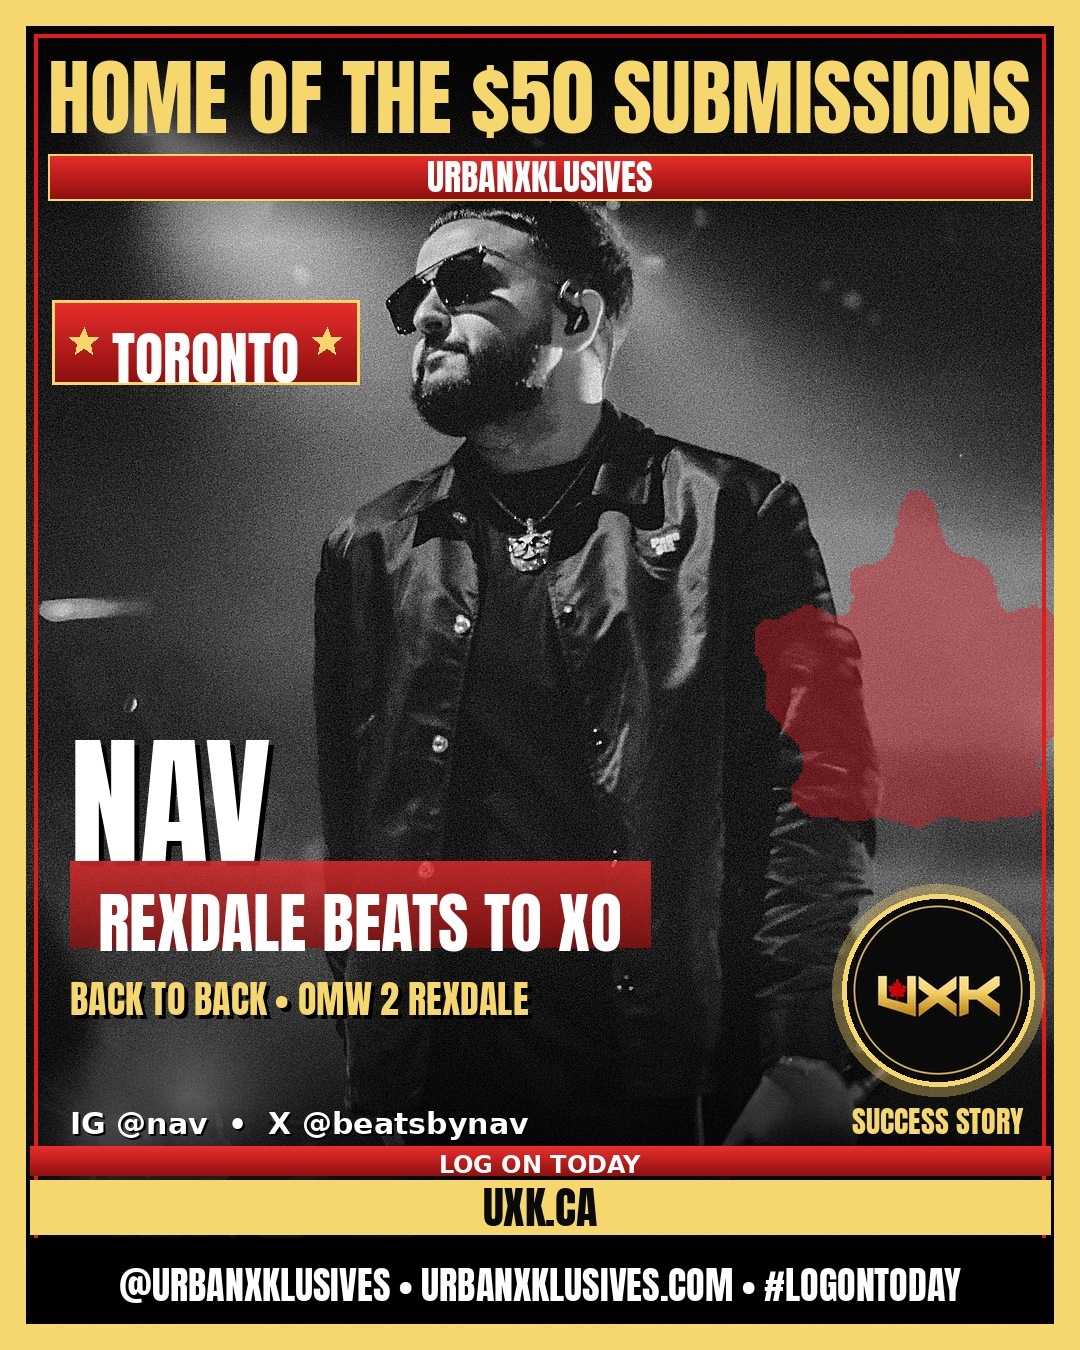 HOME OF THE $50 SUBMISSIONS
URBANXKLUSIVES
TORONTO
NAV
REXDALE BEATS TO XO
BACK TO BACK • OMW 2 REXDALE
UXK
SUCCESS STORY
IG @nav • X @beatsbynav
LOG ON TODAY
UXK.CA
@URBANXKLUSIVES • URBANXKLUSIVES.COM • #LOGONTODAY